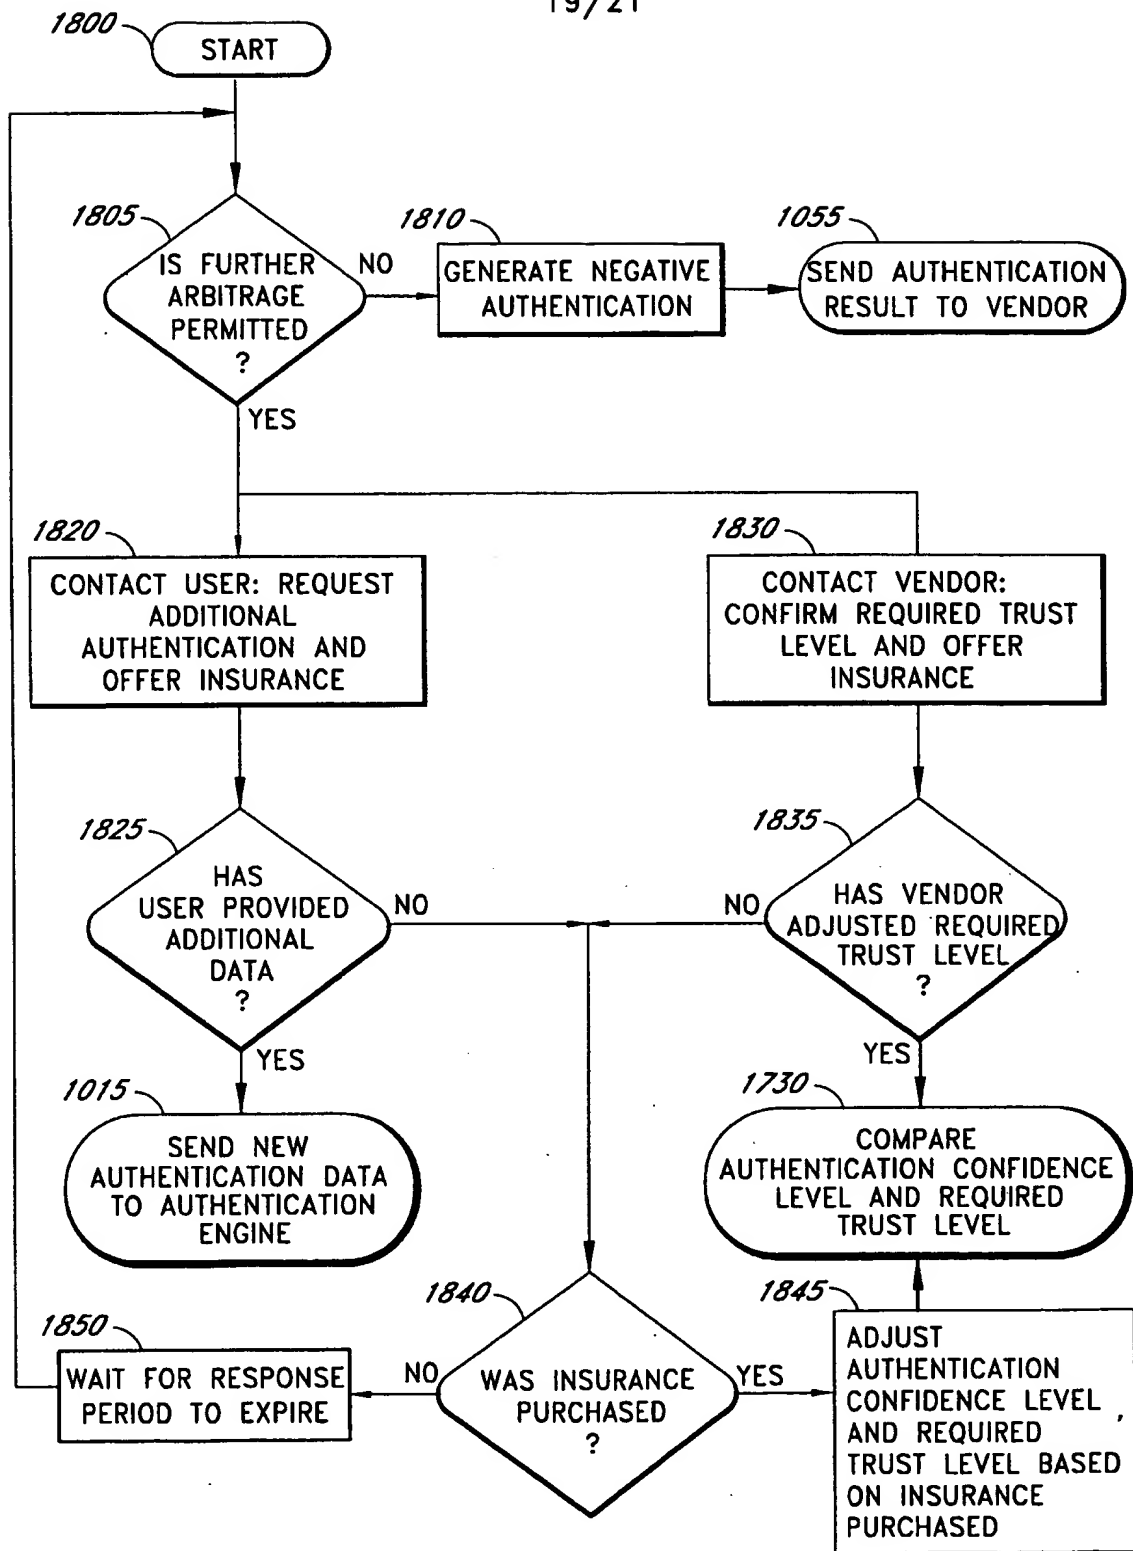 19/21
1800
START
1805
IS FURTHER
ARBITRAGE
PERMITTED
?
NO
1810
GENERATE NEGATIVE
AUTHENTICATION
1055
SEND AUTHENTICATION
RESULT TO VENDOR
YES
1820
CONTACT USER: REQUEST
ADDITIONAL
AUTHENTICATION AND
OFFER INSURANCE
1830
CONTACT VENDOR:
CONFIRM REQUIRED TRUST
LEVEL AND OFFER
INSURANCE
1825
HAS
USER PROVIDED
ADDITIONAL
DATA
?
NO
1835
HAS VENDOR
ADJUSTED REQUIRED
TRUST LEVEL
?
NO
YES
1015
SEND NEW
AUTHENTICATION DATA
TO AUTHENTICATION
ENGINE
YES
1730
COMPARE
AUTHENTICATION CONFIDENCE
LEVEL AND REQUIRED
TRUST LEVEL
1850
WAIT FOR RESPONSE
PERIOD TO EXPIRE
NO
1840
WAS INSURANCE
PURCHASED
?
YES
1845
ADJUST
AUTHENTICATION
CONFIDENCE LEVEL
AND REQUIRED
TRUST LEVEL BASED
ON INSURANCE
PURCHASED